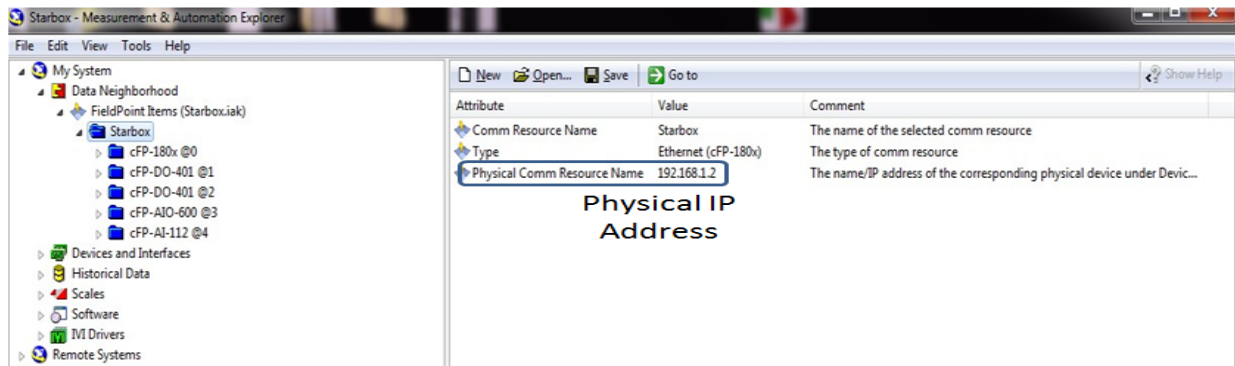 Starbox - Measurement & Automation Explorer
File Edit View Tools Help
My System
Data Neighborhood
FieldPoint Items (Starbox.iak)
Starbox
cFP-180x @0
cFP-DO-401 @1
cFP-DO-401 @2
cFP-AIO-600 @3
cFP-AI-112 @4
Devices and Interfaces
Historical Data
Scales
Software
IVI Drivers
Remote Systems
New Open... Save Go to Show Help
Attribute Value Comment
Comm Resource Name Starbox The name of the selected comm resource
Type Ethernet (cFP-180x) The type of comm resource
Physical Comm Resource Name 192.168.1.2 The name/IP address of the corresponding physical device under Devic...
Physical IP
Address